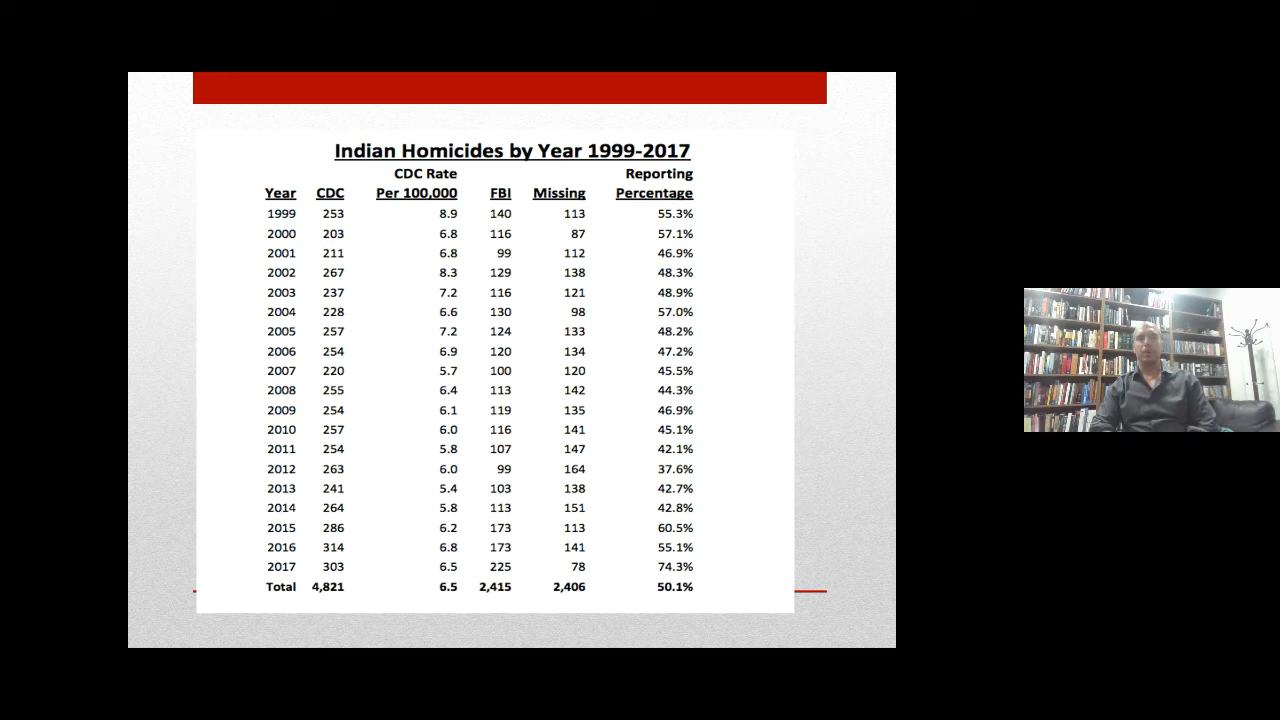 Indian Homicides by Year 1999-2017
CDC Rate Reporting
Year CDC Per 100,000 FBI Missing Percentage
1999 253 8.9 140 113 55.3%
2000 203 6.8 116 87 57.1%
2001 211 6.8 99 112 46.9%
2002 267 8.3 129 138 48.3%
2003 237 7.2 116 121 48.9%
2004 228 6.6 130 98 57.0%
2005 257 7.2 124 133 48.2%
2006 254 6.9 120 134 47.2%
2007 220 5.7 100 120 45.5%
2008 255 6.4 113 142 44.3%
2009 254 6.1 119 135 46.9%
2010 257 6.0 116 141 45.1%
2011 254 5.8 107 147 42.1%
2012 263 6.0 99 164 37.6%
2013 241 5.4 103 138 42.7%
2014 264 5.8 113 151 42.8%
2015 286 6.2 173 113 60.5%
2016 314 6.8 173 141 55.1%
2017 303 6.5 225 78 74.3%
Total 4,821 6.5 2,415 2,406 50.1%